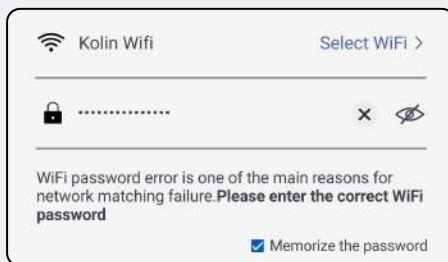 Kolin Wifi Select WiFi >
•••••••••••••••
WiFi password error is one of the main reasons for
network matching failure.Please enter the correct WiFi
password
Memorize the password